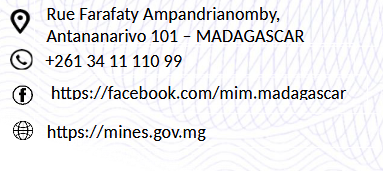 Rue Farafaty Ampandrianomby,
Antananarivo 101 – MADAGASCAR
+261 34 11 110 99
https://facebook.com/mim.madagascar
https://mines.gov.mg